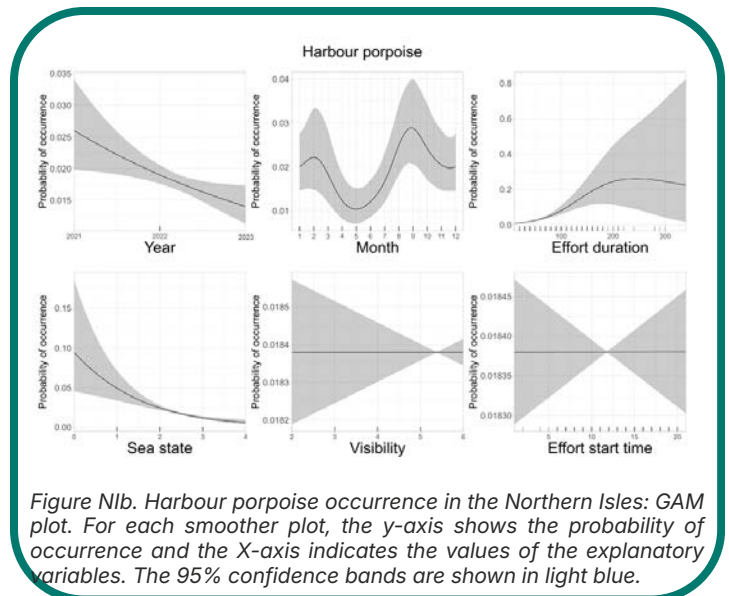 Harbour porpoise
0.035
0.030
0.025
0.020
0.015
Probability of occurrence
2021
2022
2023
Year
0.04
0.03
0.02
0.01
Probability of occurrence
1 2 3 4 5 6 7 8 9 10 11 12
Month
0.8
0.6
0.4
0.2
0.0
Probability of occurrence
100
200
300
Effort duration
0.15
0.10
0.05
0.00
Probability of occurrence
0 1 2 3 4
Sea state
0.0185
0.0184
0.0183
0.0182
Probability of occurrence
2 3 4 5 6
Visibility
0.01845
0.01840
0.01835
0.01830
Probability of occurrence
5 10 15 20
Effort start time
Figure NIb. Harbour porpoise occurrence in the Northern Isles: GAM
plot. For each smoother plot, the y-axis shows the probability of
occurrence and the X-axis indicates the values of the explanatory
variables. The 95% confidence bands are shown in light blue.